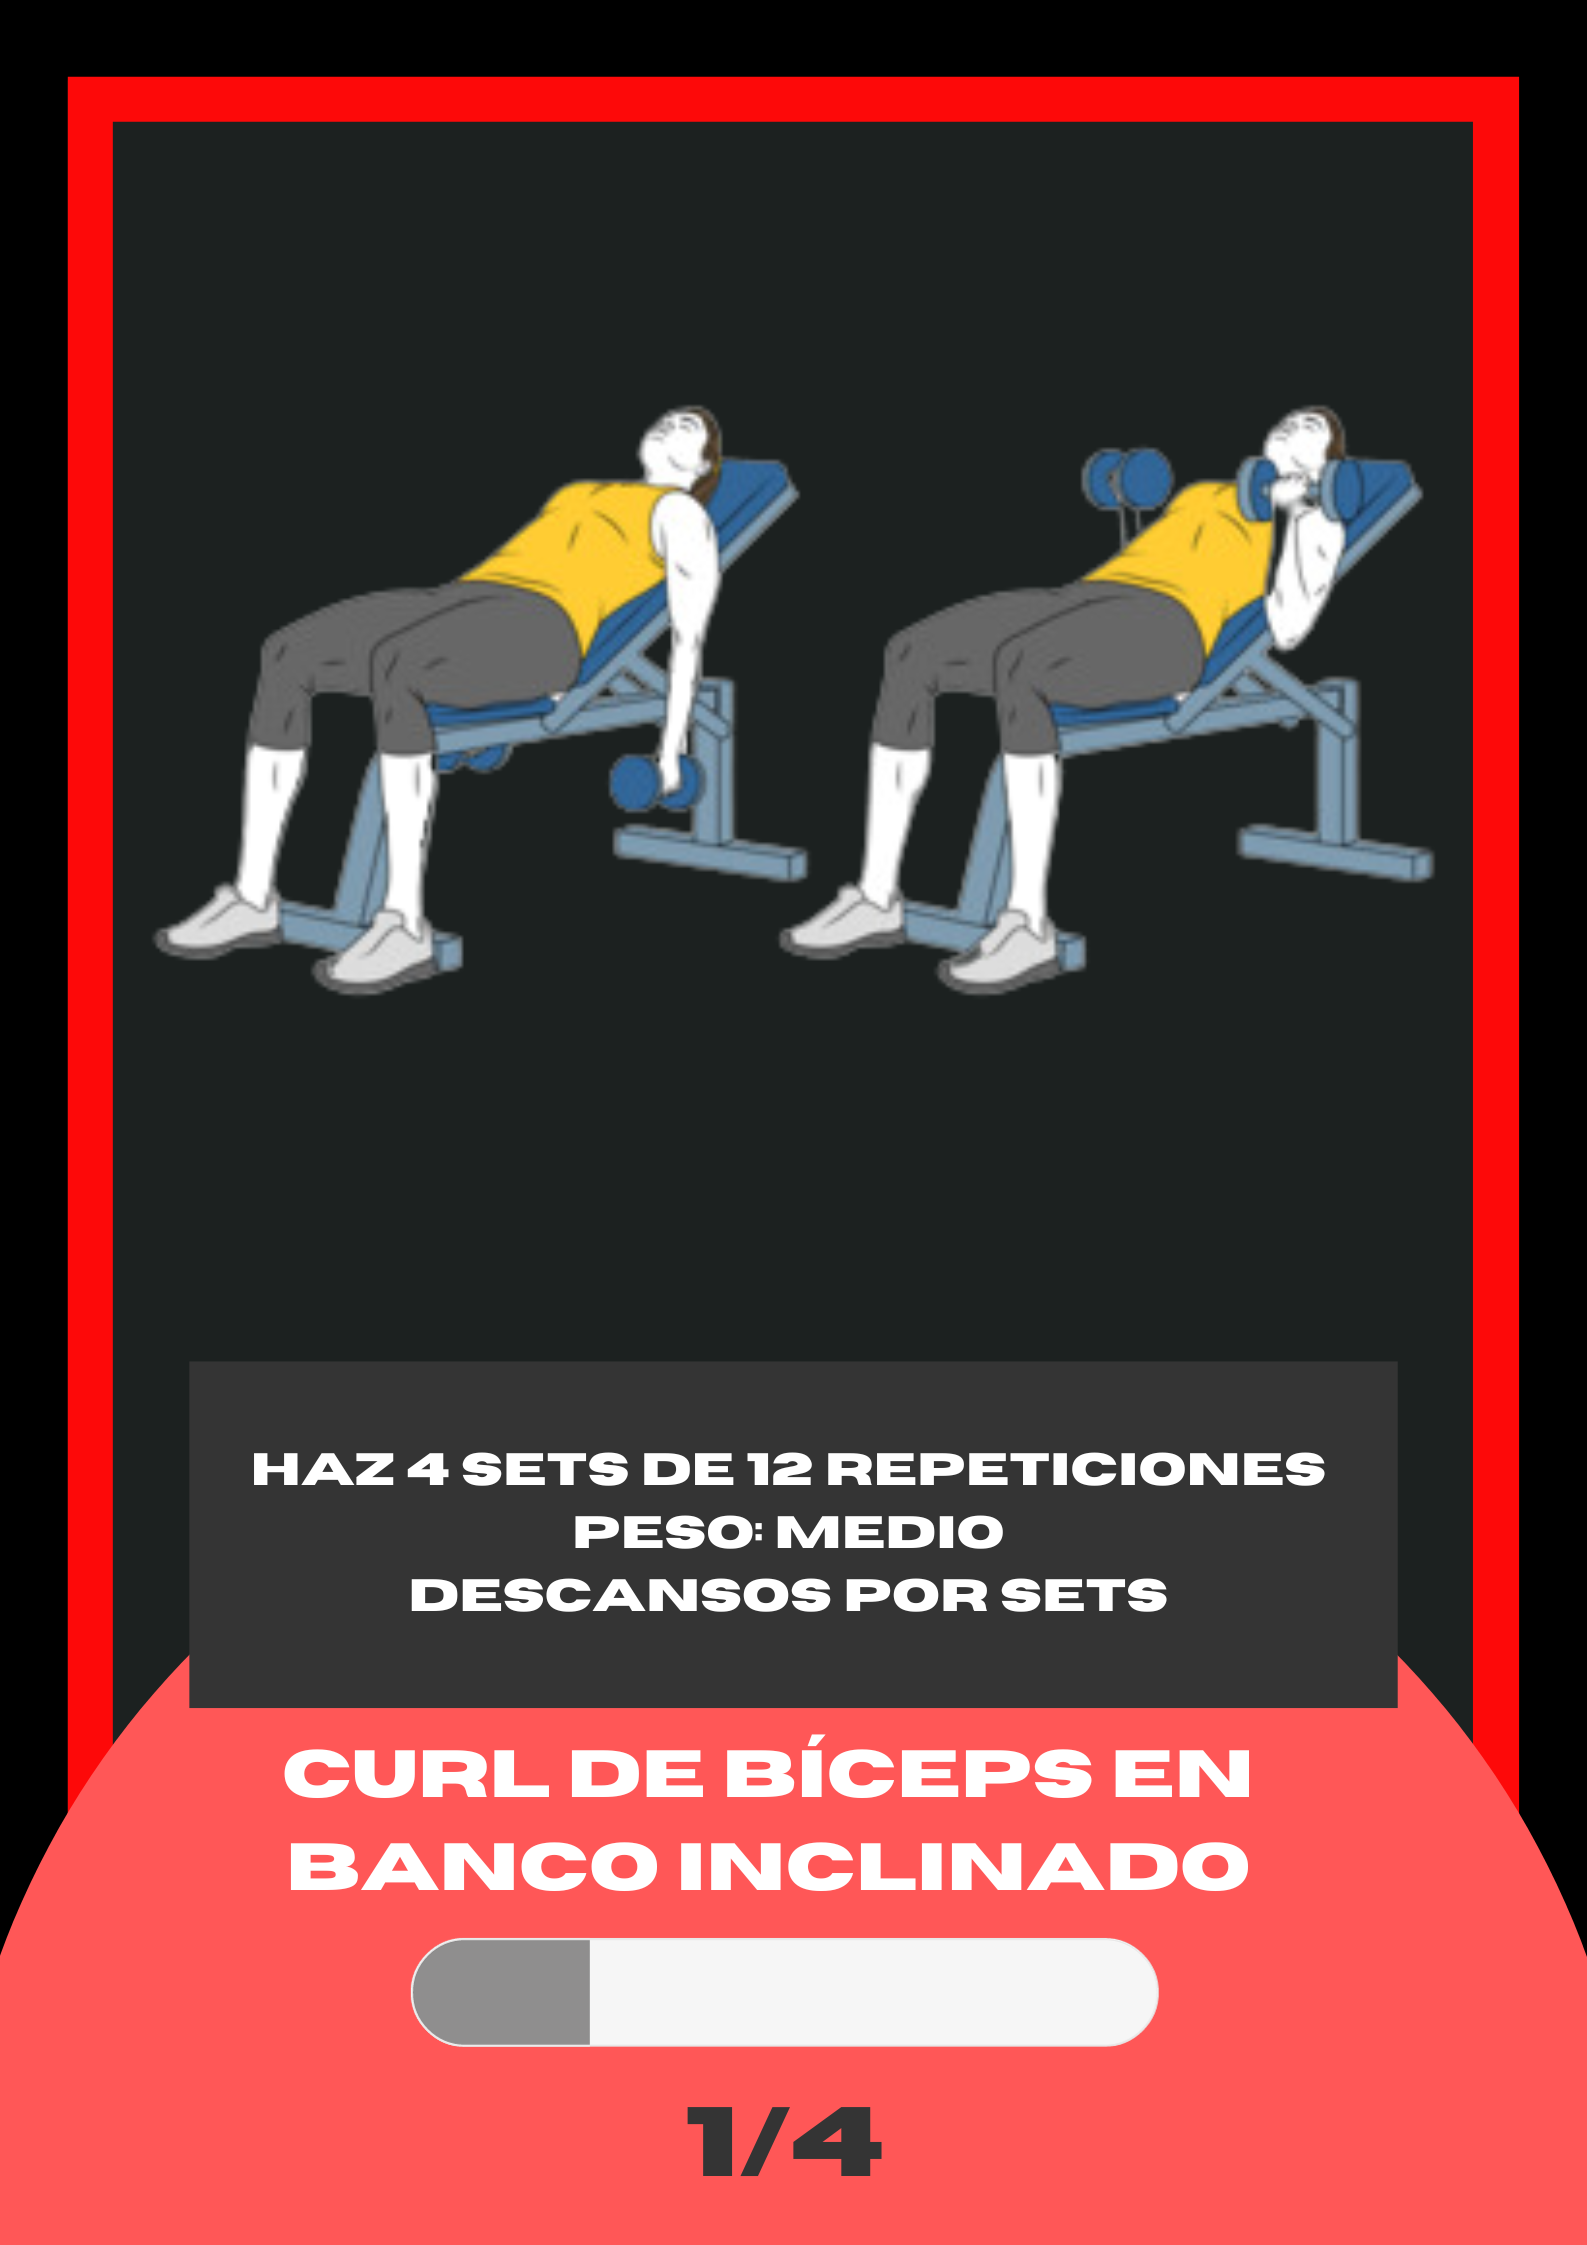 HAZ 4 SETS DE 12 REPETICIONES
PESO: MEDIO
DESCANSOS POR SETS
CURL DE BÍCEPS EN
BANCO INCLINADO
1/4